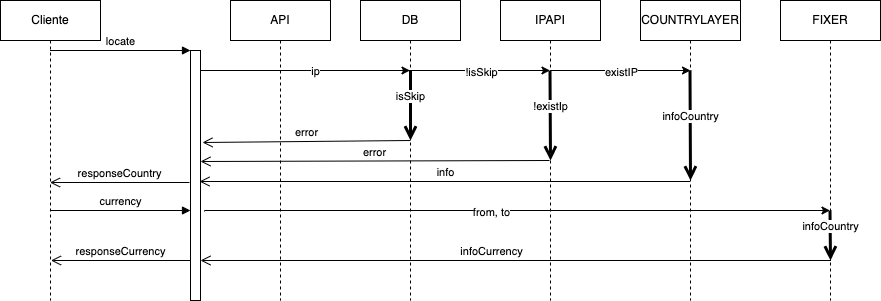 Cliente
API
DB
IPAPI
COUNTRYLAYER
FIXER
locate
ip
!isSkip
existIP
isSkip
!existIp
infoCountry
error
error
responseCountry
info
currency
from, to
infoCountry
responseCurrency
infoCurrency